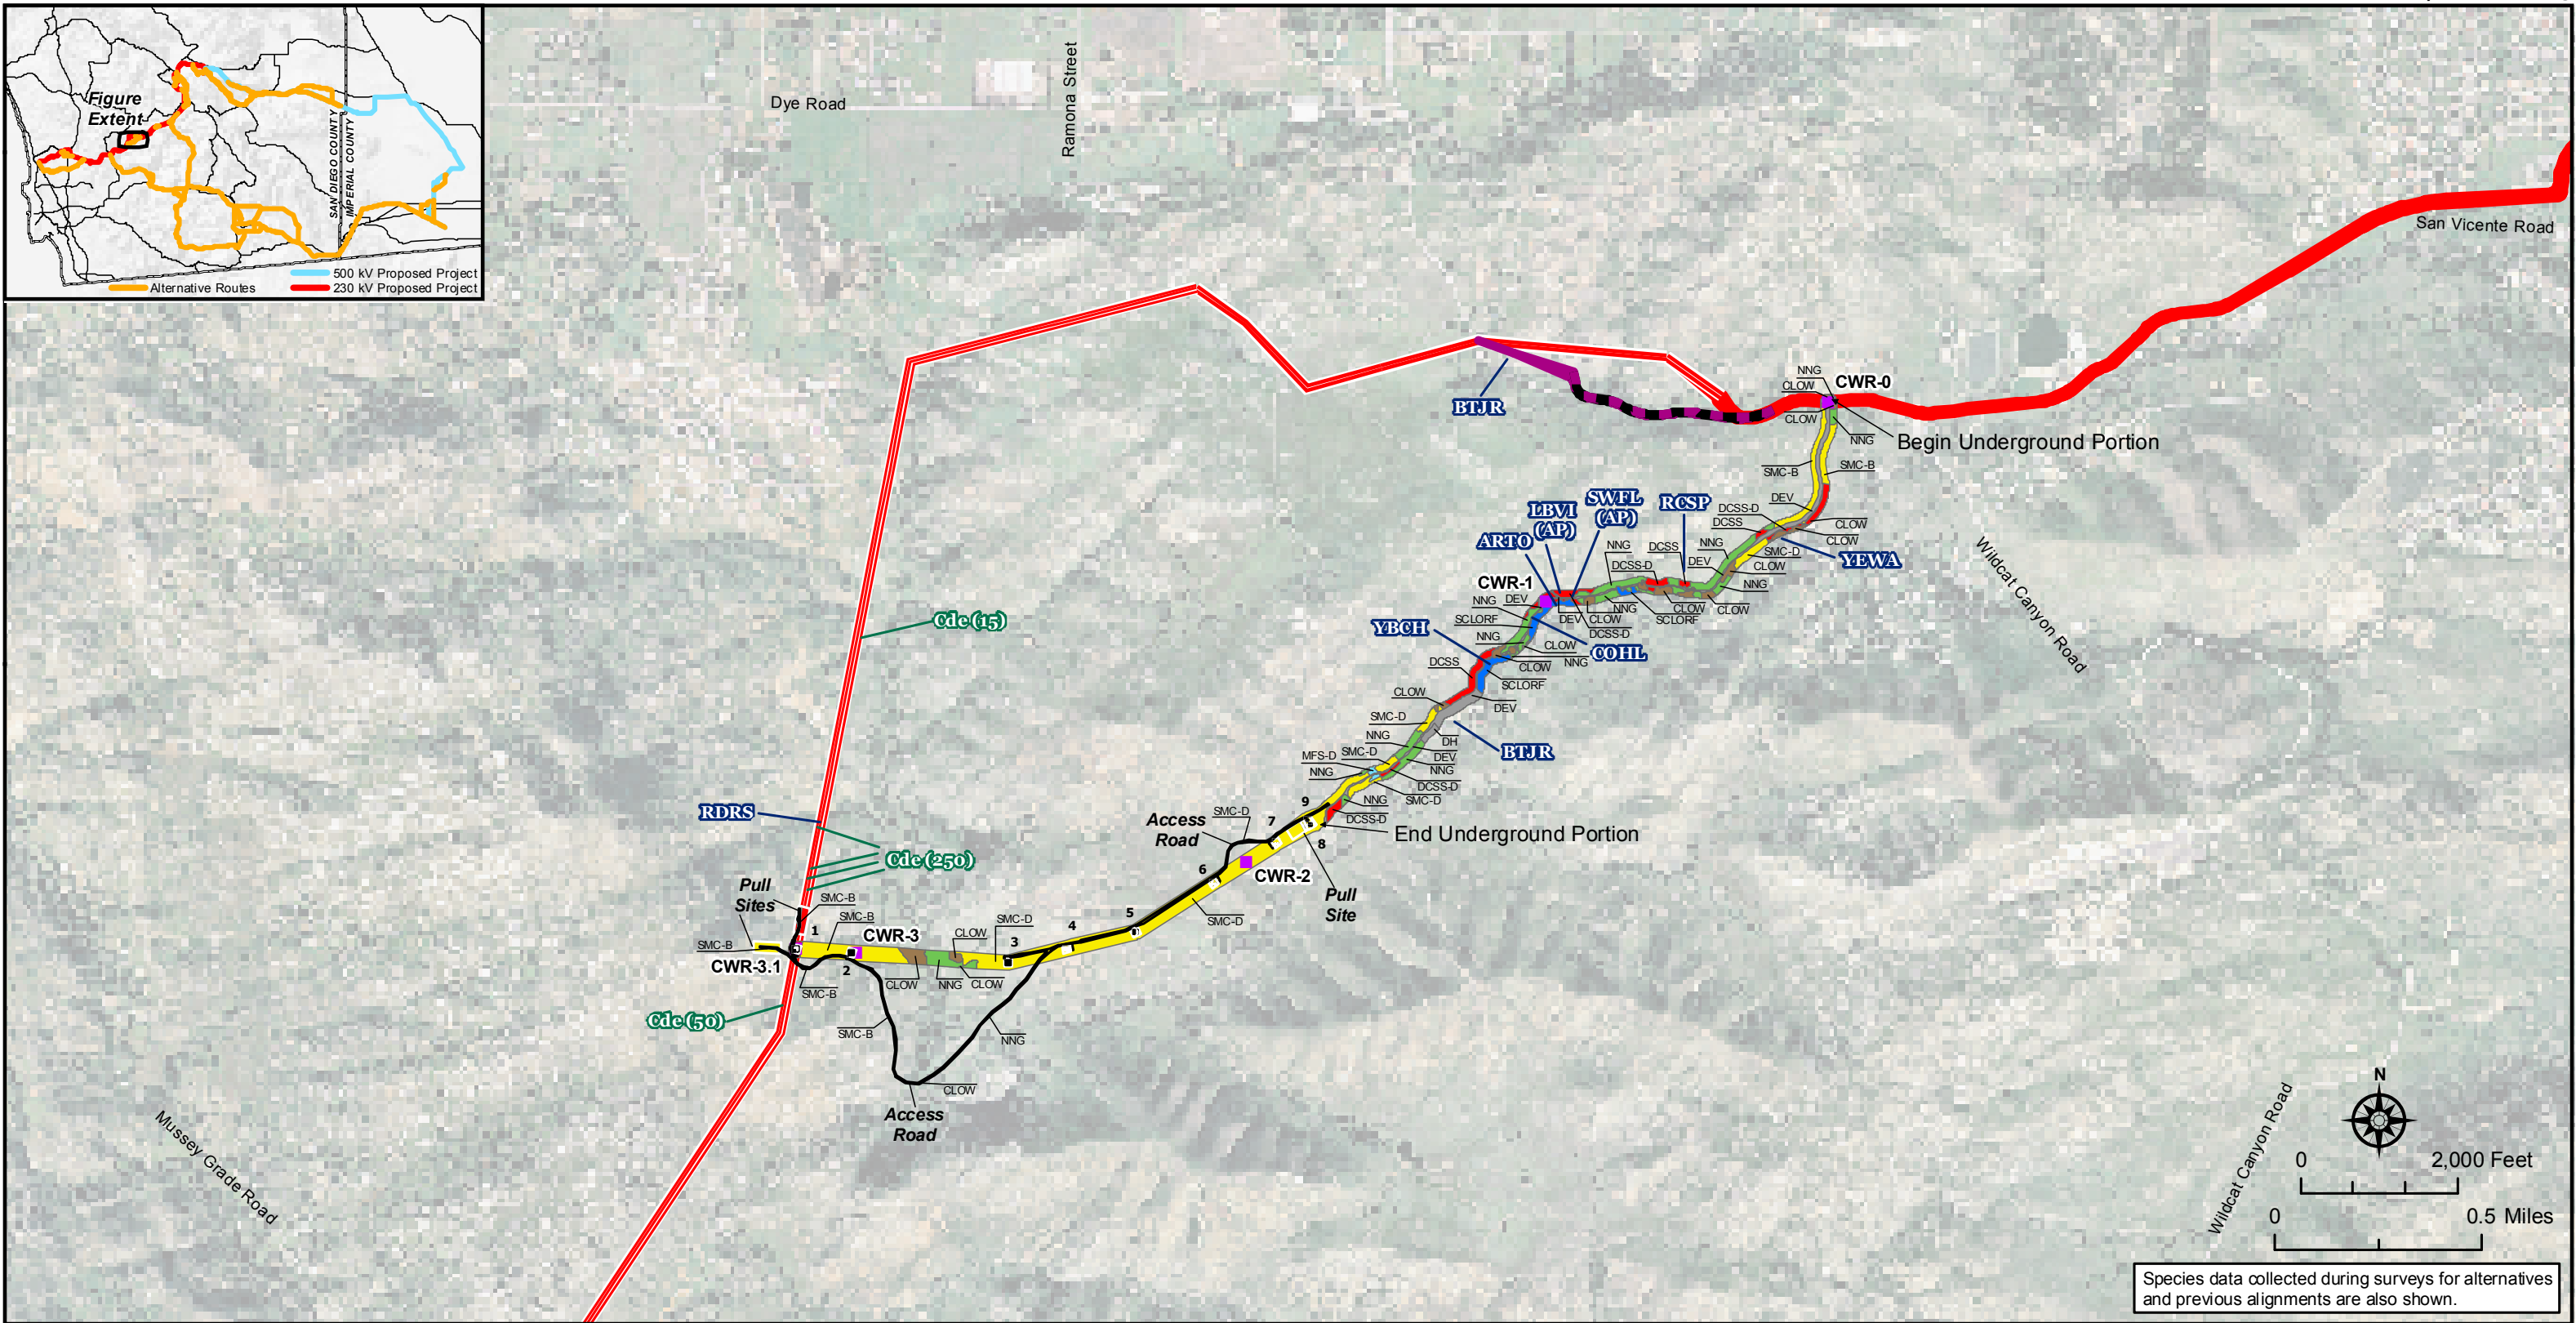 Figure
Extent
SAN DIEGO COUNTY
IMPERIAL COUNTY
500 kV Proposed Project
Alternative Routes
230 kV Proposed Project
Dye Road
Ramona Street
San Vicente Road
NNG
CLOW
CWR-0
CLOW
NNG
Begin Underground Portion
BTJR
SMC-B
SMC-B
DEV
DCSS-D
DCSS
CLOW
CLOW
YEWA
NNG
SMC-D
DEV
CLOW
NNG
RCSP
SWFL
(AP)
LBVI
(AP)
ARTO
NNG
DCSS
DCSS-D
CWR-1
CLOW
CLOW
SCLORF
NNG
DEV
NNG
SCLORF
DEV
CLOW
DCSS-D
YBCH
NNG
CLOW
COHL
NNG
CLOW
DCSS
SCLORF
CLOW
DEV
SMC-D
NNG
DH
BTJR
MFS-D
SMC-D
DEV
NNG
NNG
DCSS-D
SMC-D
NNG
DCSS-D
End Underground Portion
Wildcat Canyon Road
Cde (15)
RDRS
Cde (250)
Access
Road
SMC-D
9
7
8
6
CWR-2
Pull
Site
Pull
Sites
SMC-B
SMC-B
1
CWR-3
CLOW
SMC-D
3
4
5
SMC-D
SMC-B
CWR-3.1
2
SMC-B
CLOW
NNG
CLOW
Cde (50)
SMC-B
NNG
CLOW
Access
Road
Mussey Grade Road
Wildcat Canyon Road
N
0 2,000 Feet
0 0.5 Miles
Species data collected during surveys for alternatives
and previous alignments are also shown.